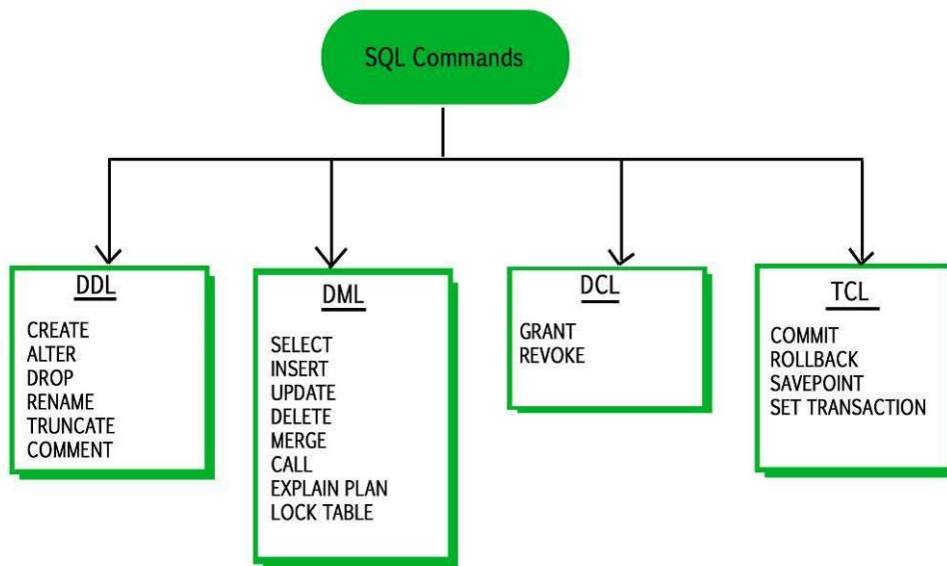 SQL Commands
DDL
CREATE
ALTER
DROP
RENAME
TRUNCATE
COMMENT
DML
SELECT
INSERT
UPDATE
DELETE
MERGE
CALL
EXPLAIN PLAN
LOCK TABLE
DCL
GRANT
REVOKE
TCL
COMMIT
ROLLBACK
SAVEPOINT
SET TRANSACTION